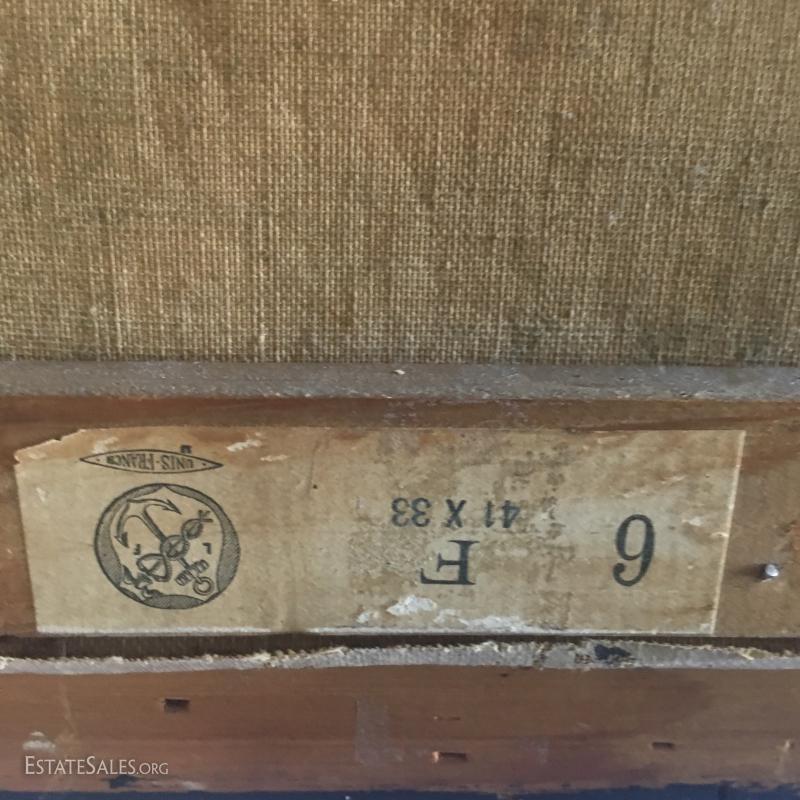 6 F
41 X 33
UNIS-FRANCE
ESTATESALES.ORG